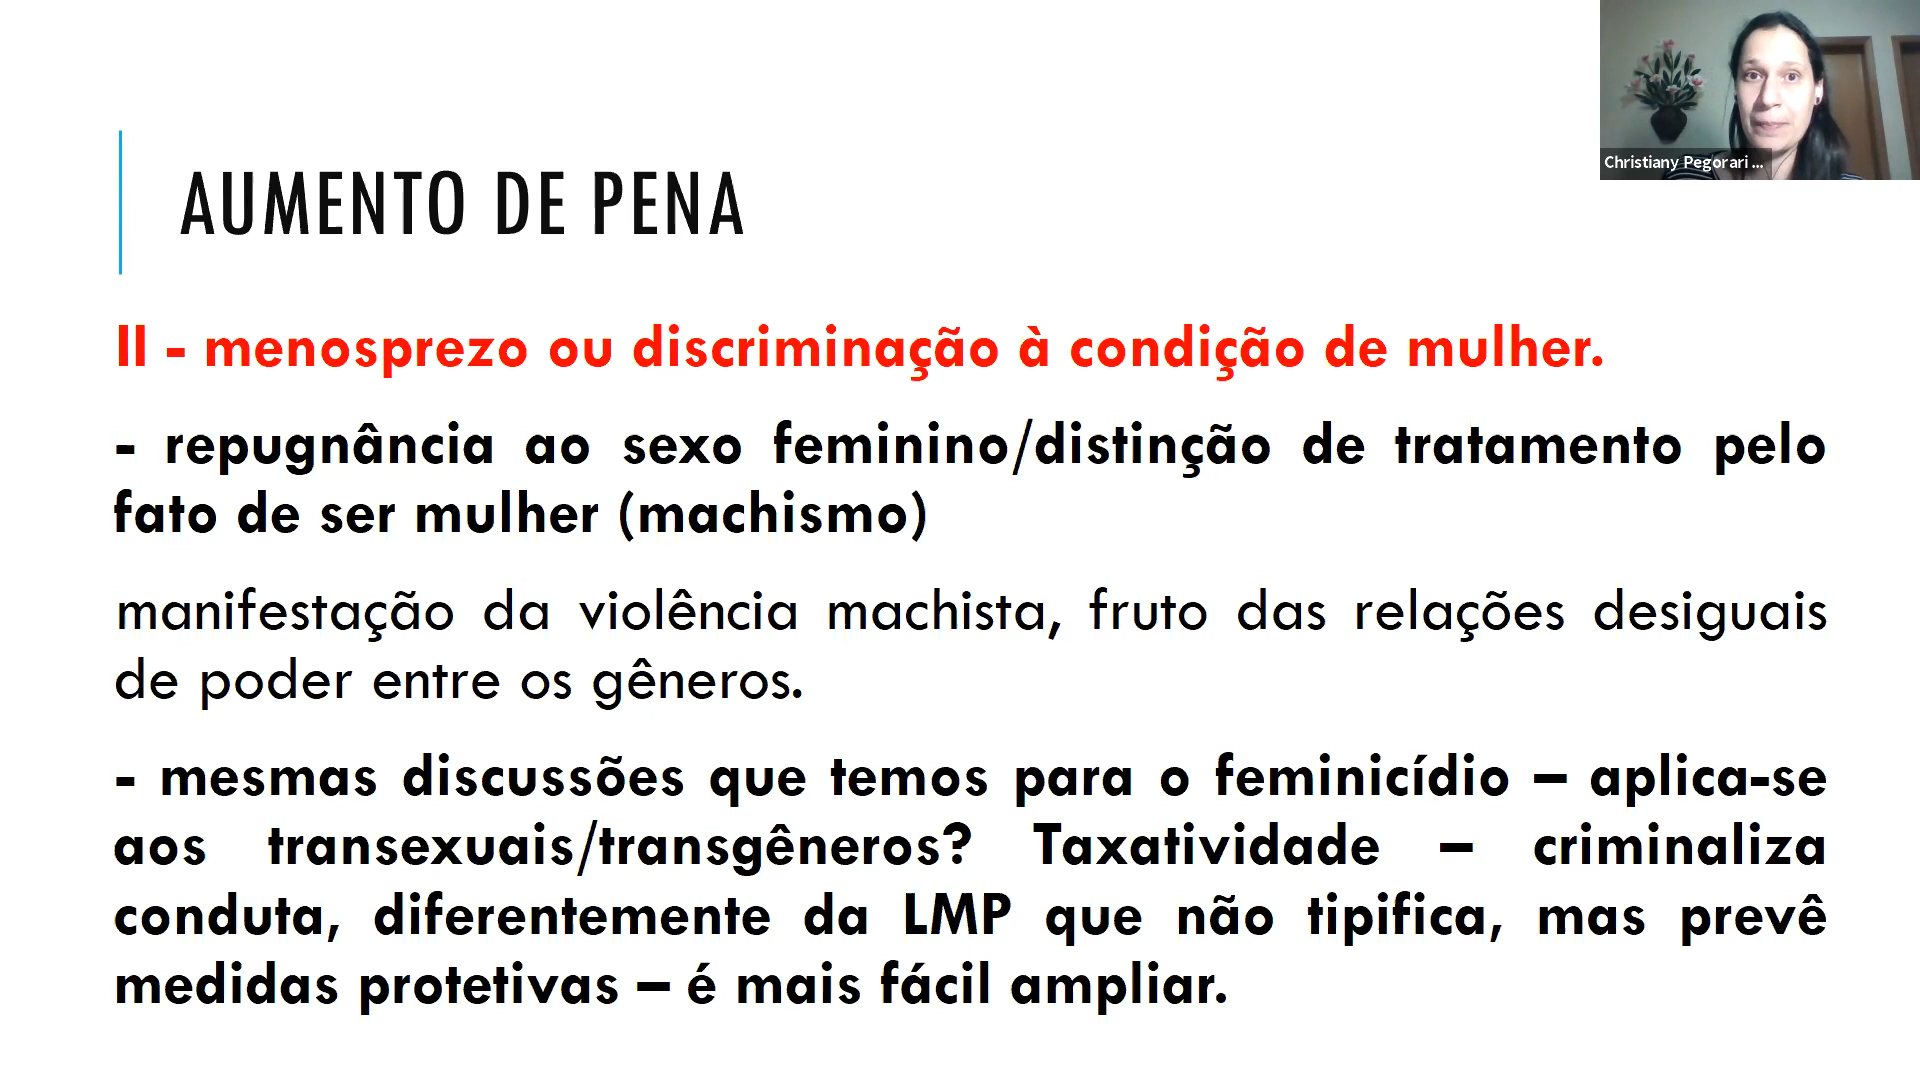 Christiany Pegorari ...
AUMENTO DE PENA
II - menosprezo ou discriminação à condição de mulher.
- repugnância ao sexo feminino/distinção de tratamento pelo
fato de ser mulher (machismo)
manifestação da violência machista, fruto das relações desiguais
de poder entre os gêneros.
- mesmas discussões que temos para o feminicídio – aplica-se
aos transexuais/transgêneros? Taxatividade – criminaliza
conduta, diferentemente da LMP que não tipifica, mas prevê
medidas protetivas – é mais fácil ampliar.